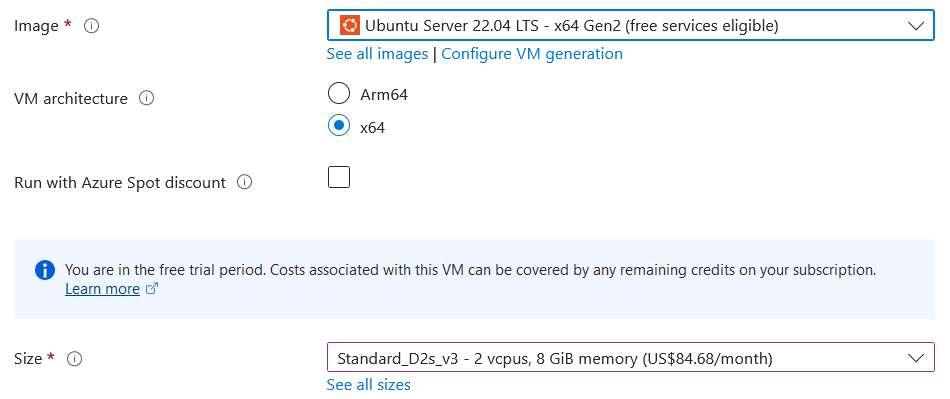 Image *
Ubuntu Server 22.04 LTS - x64 Gen2 (free services eligible)
See all images | Configure VM generation
VM architecture
Arm64
x64
Run with Azure Spot discount
You are in the free trial period. Costs associated with this VM can be covered by any remaining credits on your subscription.
Learn more
Size *
Standard_D2s_v3 - 2 vcpus, 8 GiB memory (US$84.68/month)
See all sizes